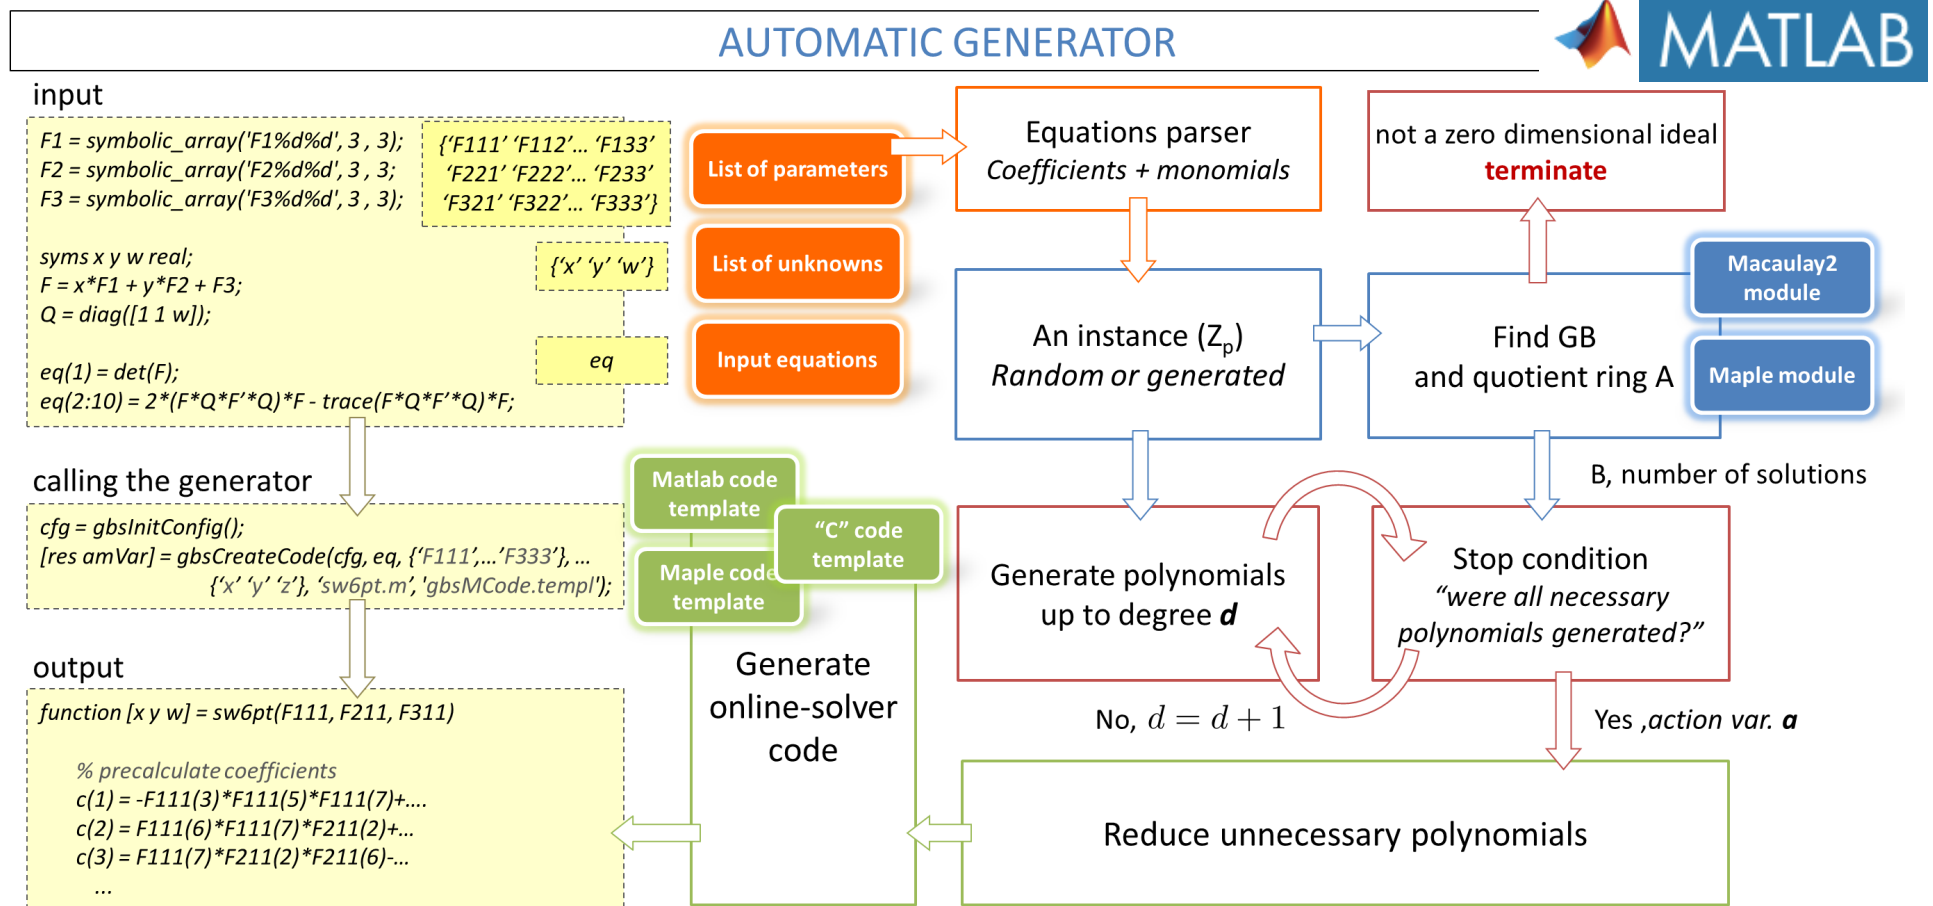 AUTOMATIC GENERATOR
MATLAB
input
F1 = symbolic_array('F1%d%d', 3 , 3);
F2 = symbolic_array('F2%d%d', 3 , 3;
F3 = symbolic_array('F3%d%d', 3 , 3);
{‘F111’ ‘F112’... ‘F133’
‘F221’ ‘F222’... ‘F233’
‘F321’ ‘F322’... ‘F333’}
syms x y w real;
F = x*F1 + y*F2 + F3;
Q = diag([1 1 w]);
{‘x’ ‘y’ ‘w’}
eq
eq(1) = det(F);
eq(2:10) = 2*(F*Q*F’*Q)*F - trace(F*Q*F’*Q)*F;
List of parameters
List of unknowns
Input equations
Equations parser
Coefficients + monomials
not a zero dimensional ideal
terminate
An instance (Zp)
Random or generated
Find GB
and quotient ring A
Macaulay2
module
Maple module
B, number of solutions
calling the generator
cfg = gbsInitConfig();
[res amVar] = gbsCreateCode(cfg, eq, {‘F111’,...’F333’}, ...
{‘x’ ‘y’ ‘z’}, ‘sw6pt.m’, 'gbsMCode.templ');
Matlab code
template
“C” code
template
Maple code
template
Generate polynomials
up to degree d
Stop condition
“were all necessary
polynomials generated?”
No, d = d + 1
Yes ,action var. a
Generate
online-solver
code
Reduce unnecessary polynomials
output
function [x y w] = sw6pt(F111, F211, F311)
% precalculate coefficients
c(1) = -F111(3)*F111(5)*F111(7)+....
c(2) = F111(6)*F111(7)*F211(2)+...
c(3) = F111(7)*F211(2)*F211(6)-...
...